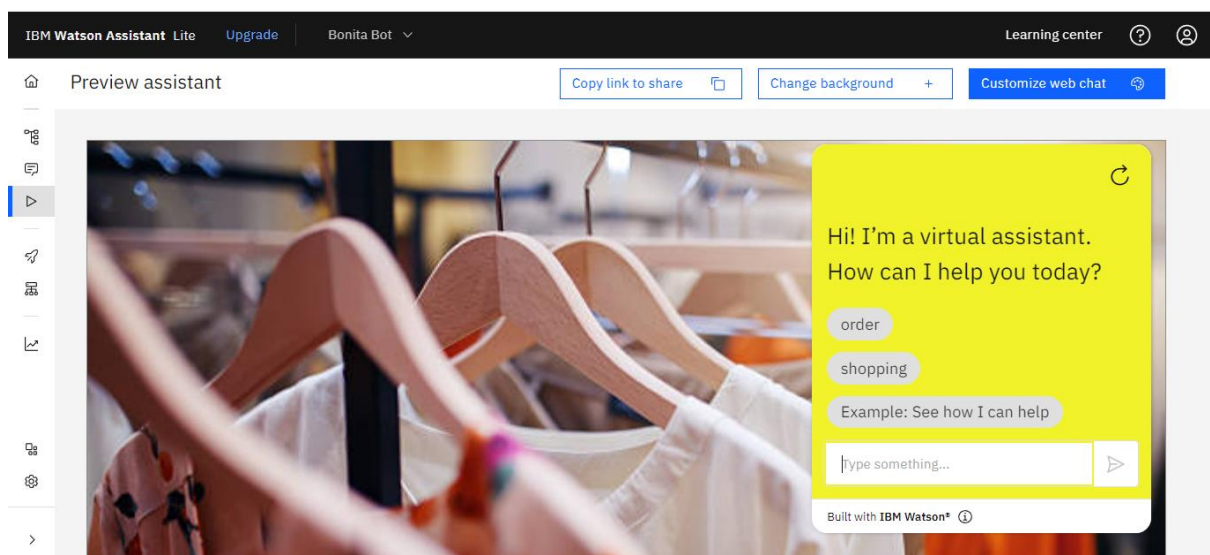 IBM Watson Assistant Lite Upgrade Bonita Bot Learning center
Preview assistant Copy link to share Change background + Customize web chat
Hi! I'm a virtual assistant.
How can I help you today?
order
shopping
Example: See how I can help
Type something...
Built with IBM Watson®